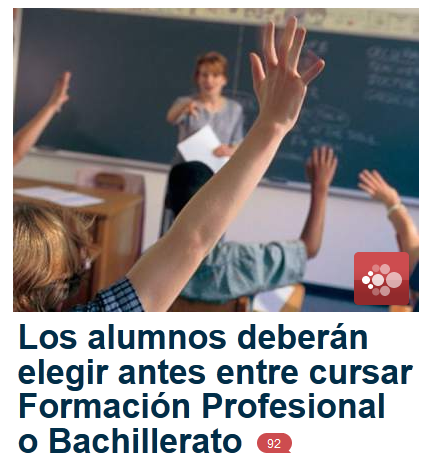 Los alumnos deberán
elegir antes entre cursar
Formación Profesional
o Bachillerato 92